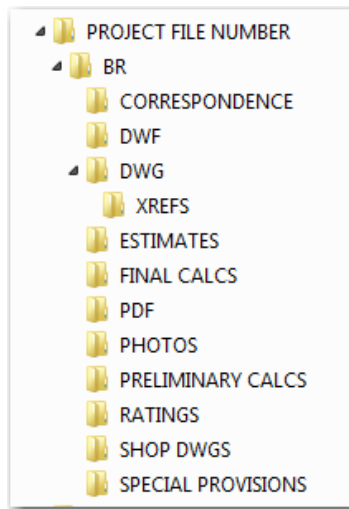 PROJECT FILE NUMBER
BR
CORRESPONDENCE
DWF
DWG
XREFS
ESTIMATES
FINAL CALCS
PDF
PHOTOS
PRELIMINARY CALCS
RATINGS
SHOP DWGS
SPECIAL PROVISIONS